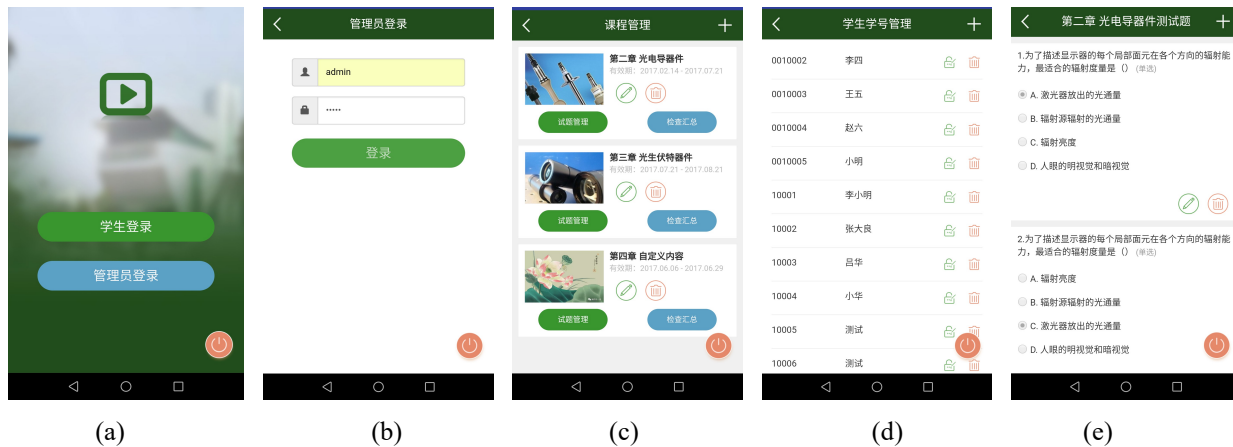 学生登录
管理员登录
管理员登录
admin
•••••
登录
课程管理
第二章 光电导器件
有效期：2017.02.14 - 2017.07.21
试题管理
检查汇总
第三章 光生伏特器件
有效期：2017.07.21 - 2017.08.21
试题管理
检查汇总
第四章 自定义内容
有效期：2017.06.06 - 2017.06.29
试题管理
检查汇总
学生学号管理
0010002 李四
0010003 王五
0010004 赵六
0010005 小明
10001 李小明
10002 张大良
10003 吕华
10004 小华
10005 测试
10006 测试
第二章 光电导器件测试题
1.为了描述显示器的每个局部面元在各个方向的辐射能
力，最适合的辐射度量是（） (单选)
A. 激光器放出的光通量
B. 辐射源辐射的光通量
C. 辐射亮度
D. 人眼的明视觉和暗视觉
2.为了描述显示器的每个局部面元在各个方向的辐射能
力，最适合的辐射度量是（） (单选)
A. 辐射亮度
B. 辐射源辐射的光通量
C. 激光器放出的光通量
D. 人眼的明视觉和暗视觉
(a) (b) (c) (d) (e)